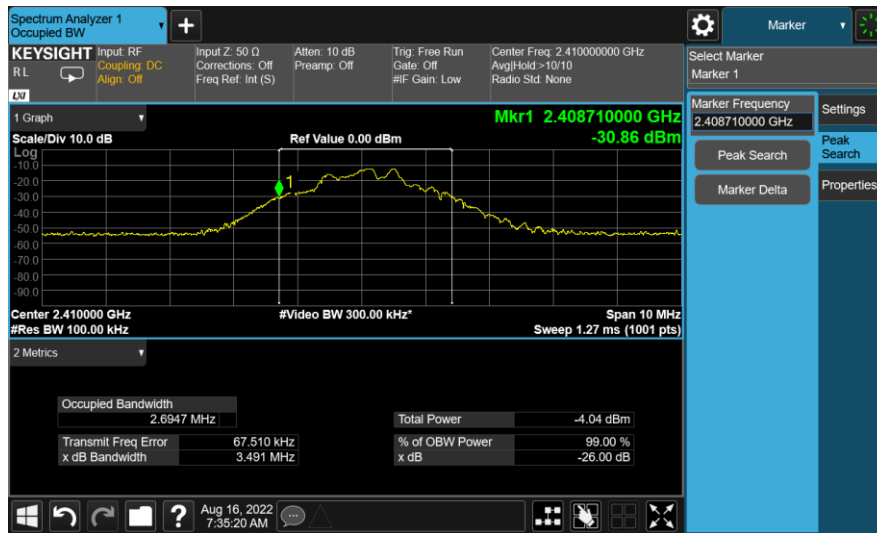 Spectrum Analyzer 1
Occupied BW
+
Marker
KEYSIGHT
RL
LXI
Input: RF
Coupling: DC
Align: Off
Input Z: 50 Ω
Corrections: Off
Freq Ref: Int (S)
Atten: 10 dB
Preamp: Off
Trig: Free Run
Gate: Off
#IF Gain: Low
Center Freq: 2.410000000 GHz
Avg|Hold:>10/10
Radio Std: None
Select Marker
Marker 1
Marker Frequency
2.408710000 GHz
Peak Search
Marker Delta
Settings
Peak
Search
Properties
1 Graph
Mkr1 2.408710000 GHz
Scale/Div 10.0 dB
Ref Value 0.00 dBm
-30.86 dBm
Log
-10.0
-20.0
-30.0
-40.0
-50.0
-60.0
-70.0
-80.0
-90.0
1
Center 2.410000 GHz
#Video BW 300.00 kHz*
Span 10 MHz
#Res BW 100.00 kHz
Sweep 1.27 ms (1001 pts)
2 Metrics
Occupied Bandwidth
2.6947 MHz
Total Power -4.04 dBm
Transmit Freq Error 67.510 kHz
% of OBW Power 99.00 %
x dB Bandwidth 3.491 MHz
x dB -26.00 dB
?
Aug 16, 2022
7:35:20 AM